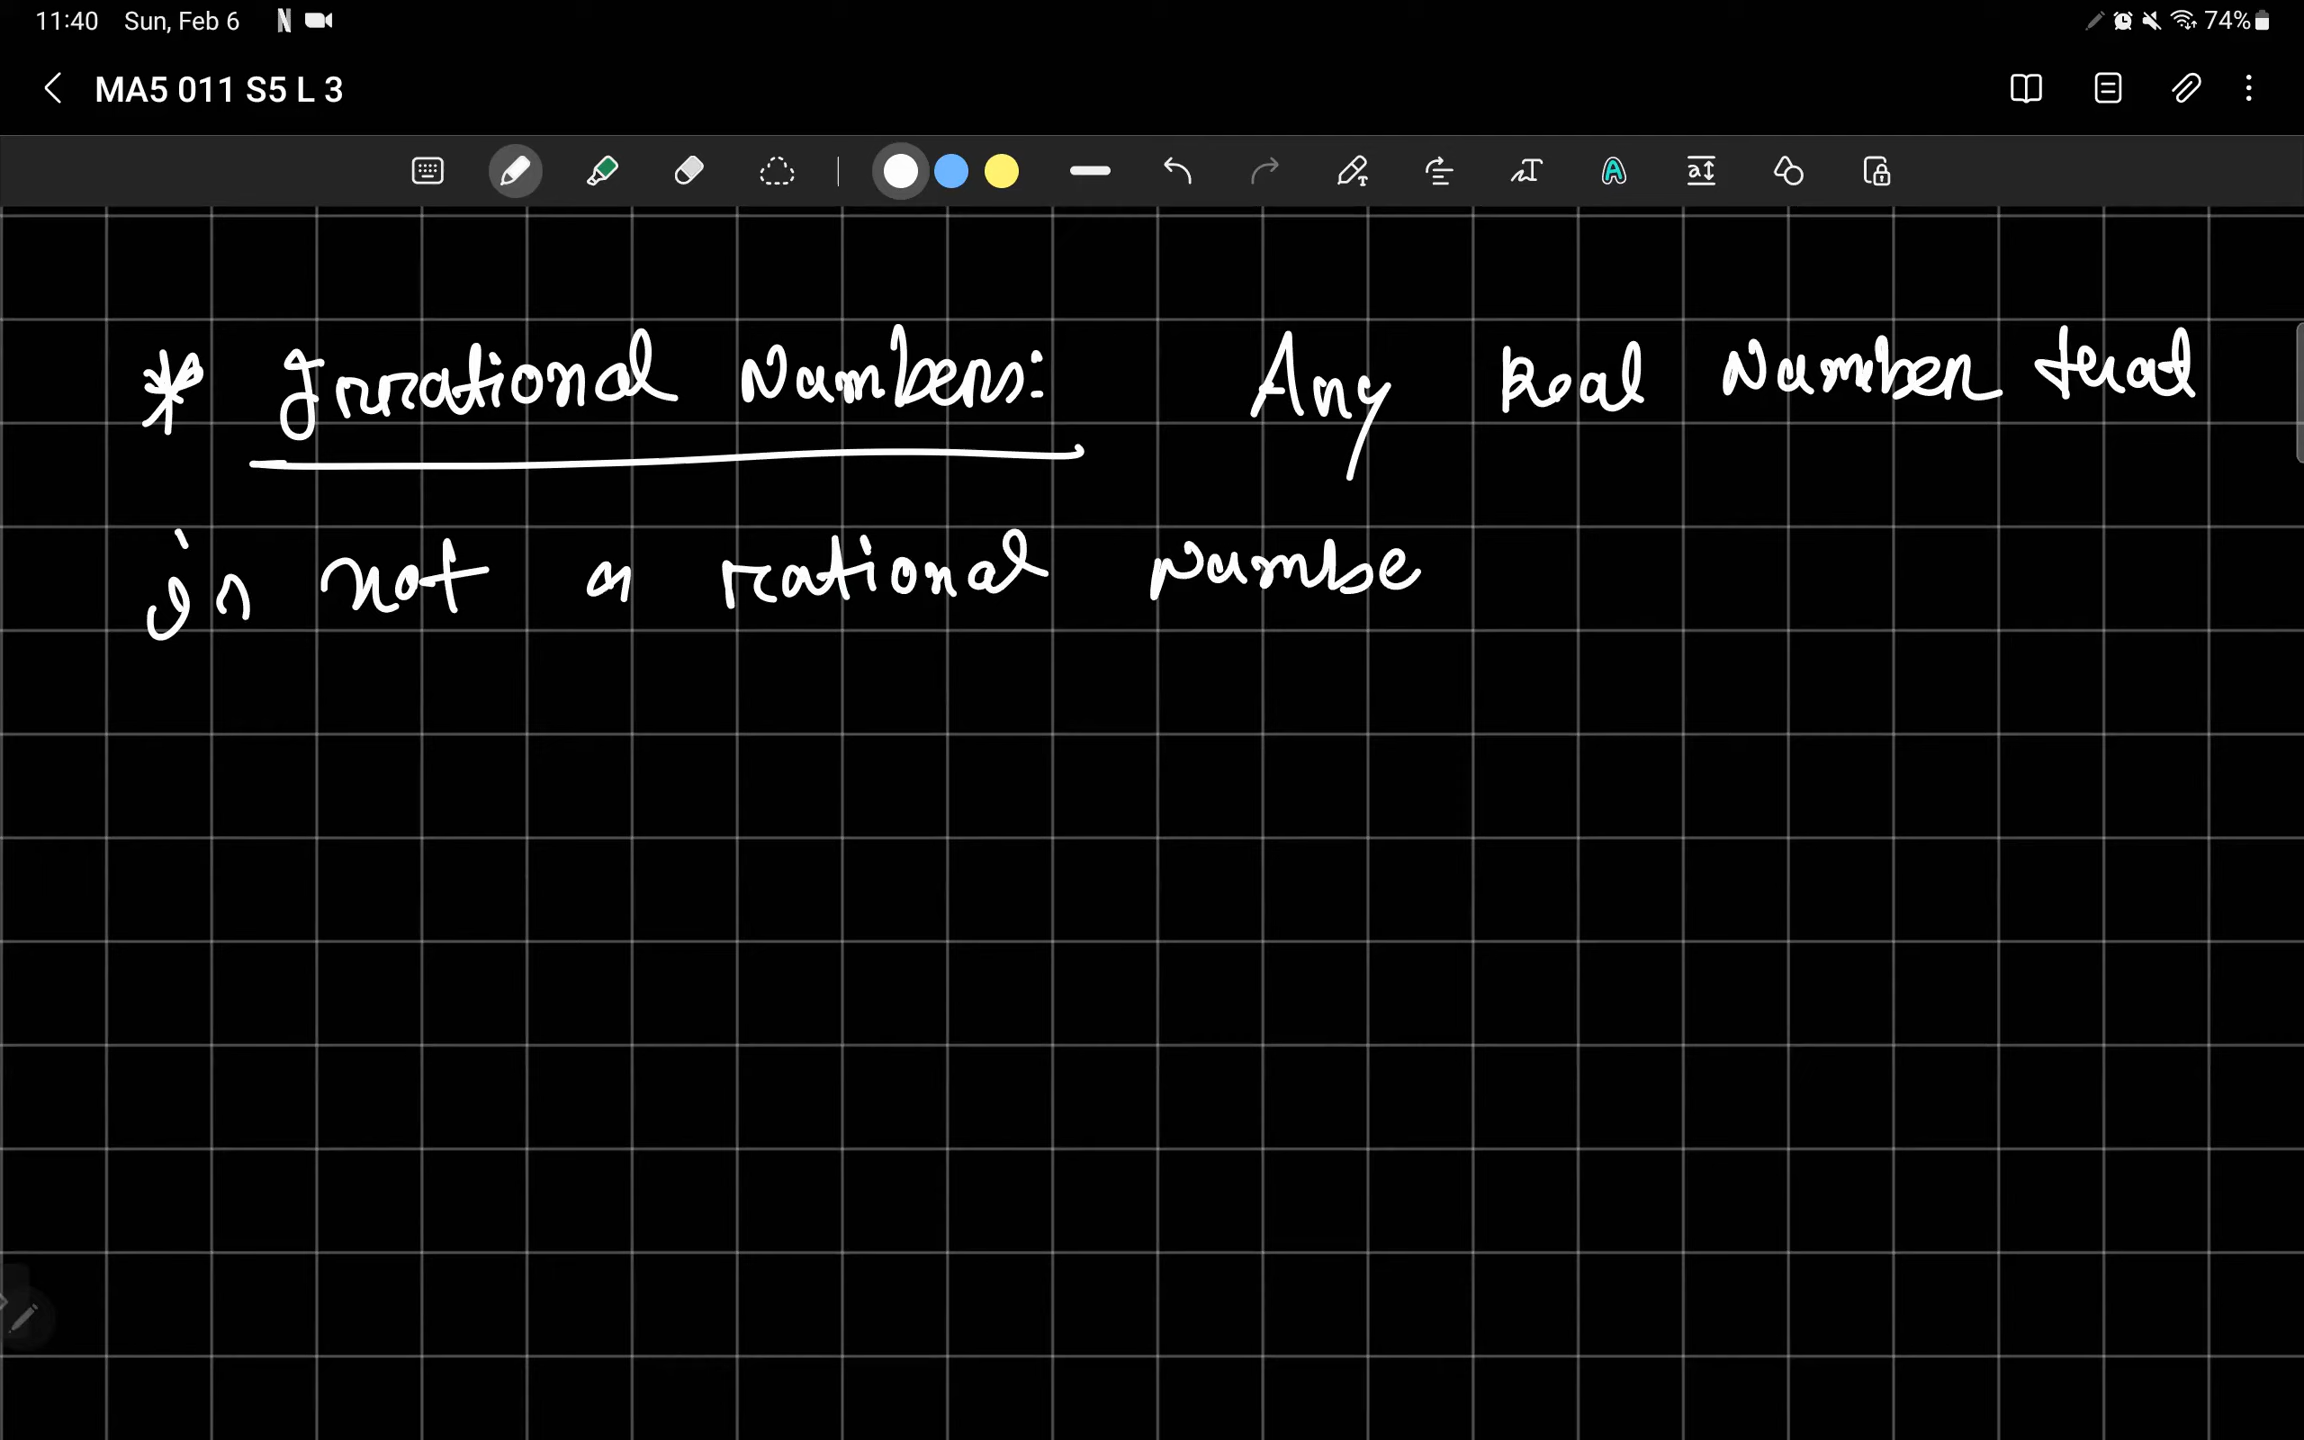 11:40 Sun, Feb 6 74%
MA5 011 S5 L 3
* Irrational Numbers: Any Real Number that
is not a rational numbe